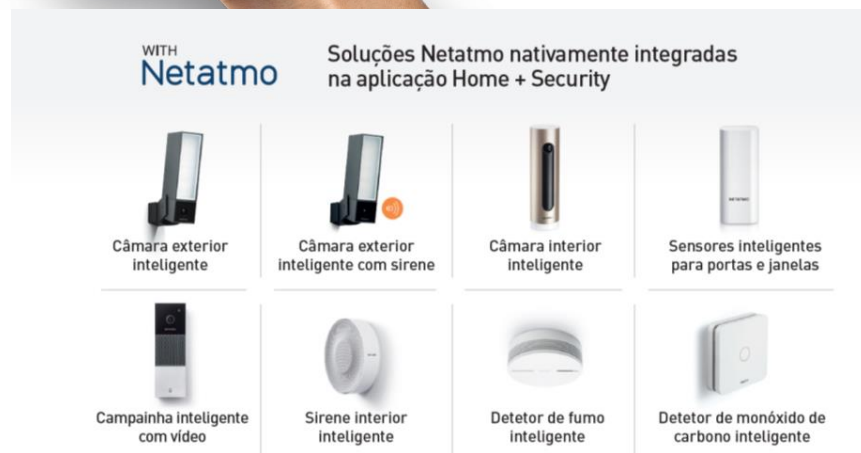 WITH
Netatmo
Soluções Netatmo nativamente integradas
na aplicação Home + Security
Câmara exterior
inteligente
Câmara exterior
inteligente com sirene
Câmara interior
inteligente
NETATMO
Sensores inteligentes
para portas e janelas
Campainha inteligente
com vídeo
Sirene interior
inteligente
Detetor de fumo
inteligente
Detetor de monóxido de
carbono inteligente